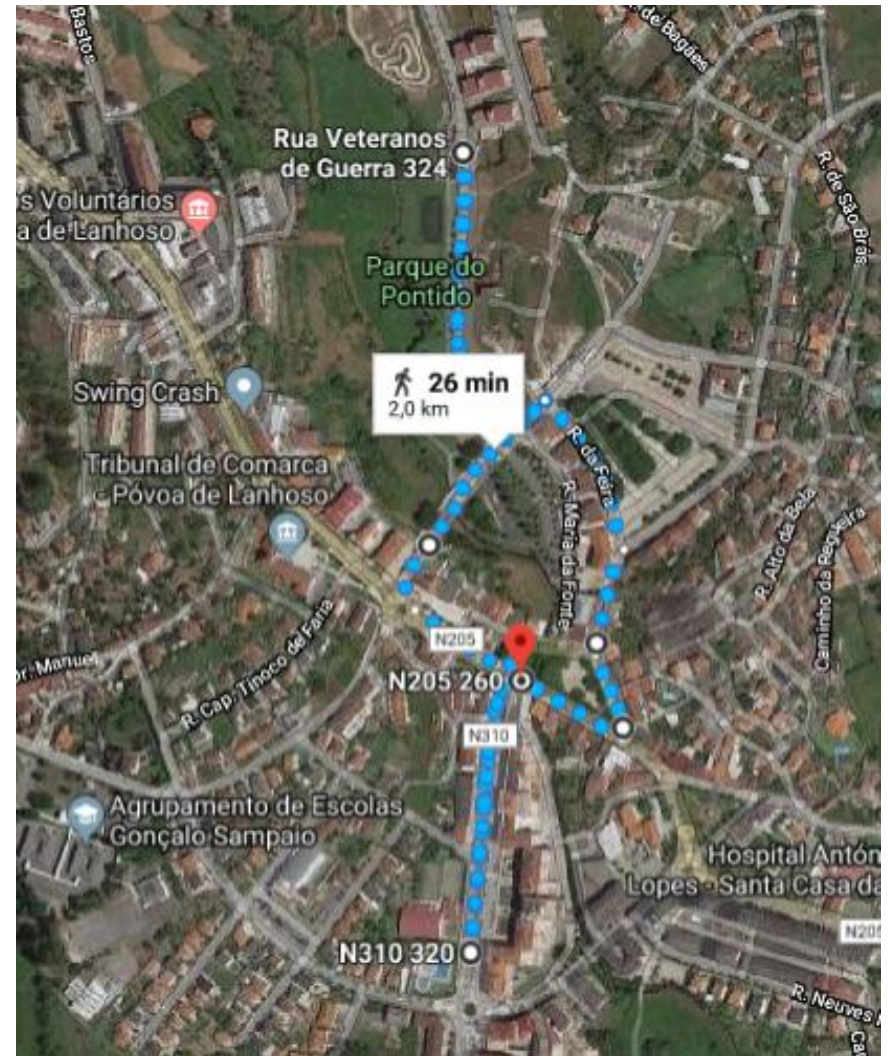 Bastos
R. de Bagães
Rua Veteranos
de Guerra 324
R. de São Brás
s Voluntários
a de Lanhoso
Parque do
Pontido
26 min
2,0 km
Swing Crash
R. da Feira
Tribunal de Comarca
- Póvoa de Lanhoso
R. Maria da Fonte
R. Alto da Bela
Caminho da Regueira
N205
R. Cap. Tinoco de Faria
Dr. Manuel
N205 260
N310
Agrupamento de Escolas
Gonçalo Sampaio
Hospital Antón
Lopes - Santa Casa da
N205
N310 320
R. Neuves